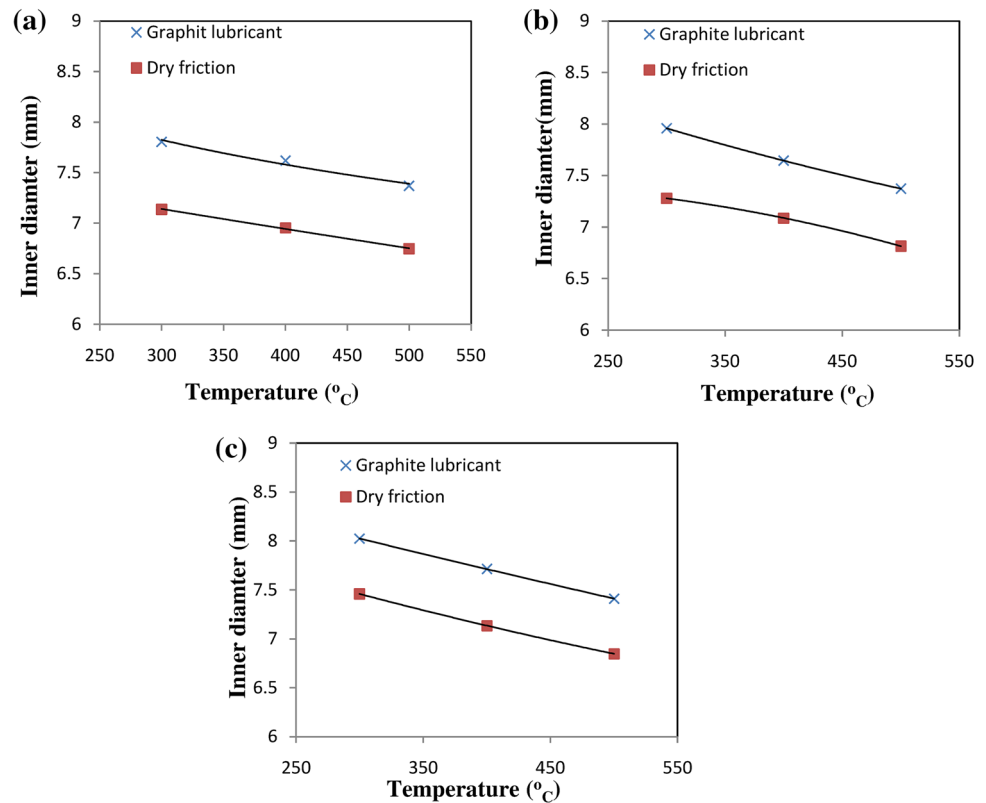 (a)
Graphit lubricant
Dry friction
Inner diamter (mm)
9
8.5
8
7.5
7
6.5
6
250 300 350 400 450 500 550
Temperature (oC)
(b)
Graphite lubricant
Dry friction
Inner diamter(mm)
9
8.5
8
7.5
7
6.5
6
250 350 450 550
Temperature (oC)
(c)
Graphite lubricant
Dry friction
Inner diamter (mm)
9
8.5
8
7.5
7
6.5
6
250 350 450 550
Temperature (oC)